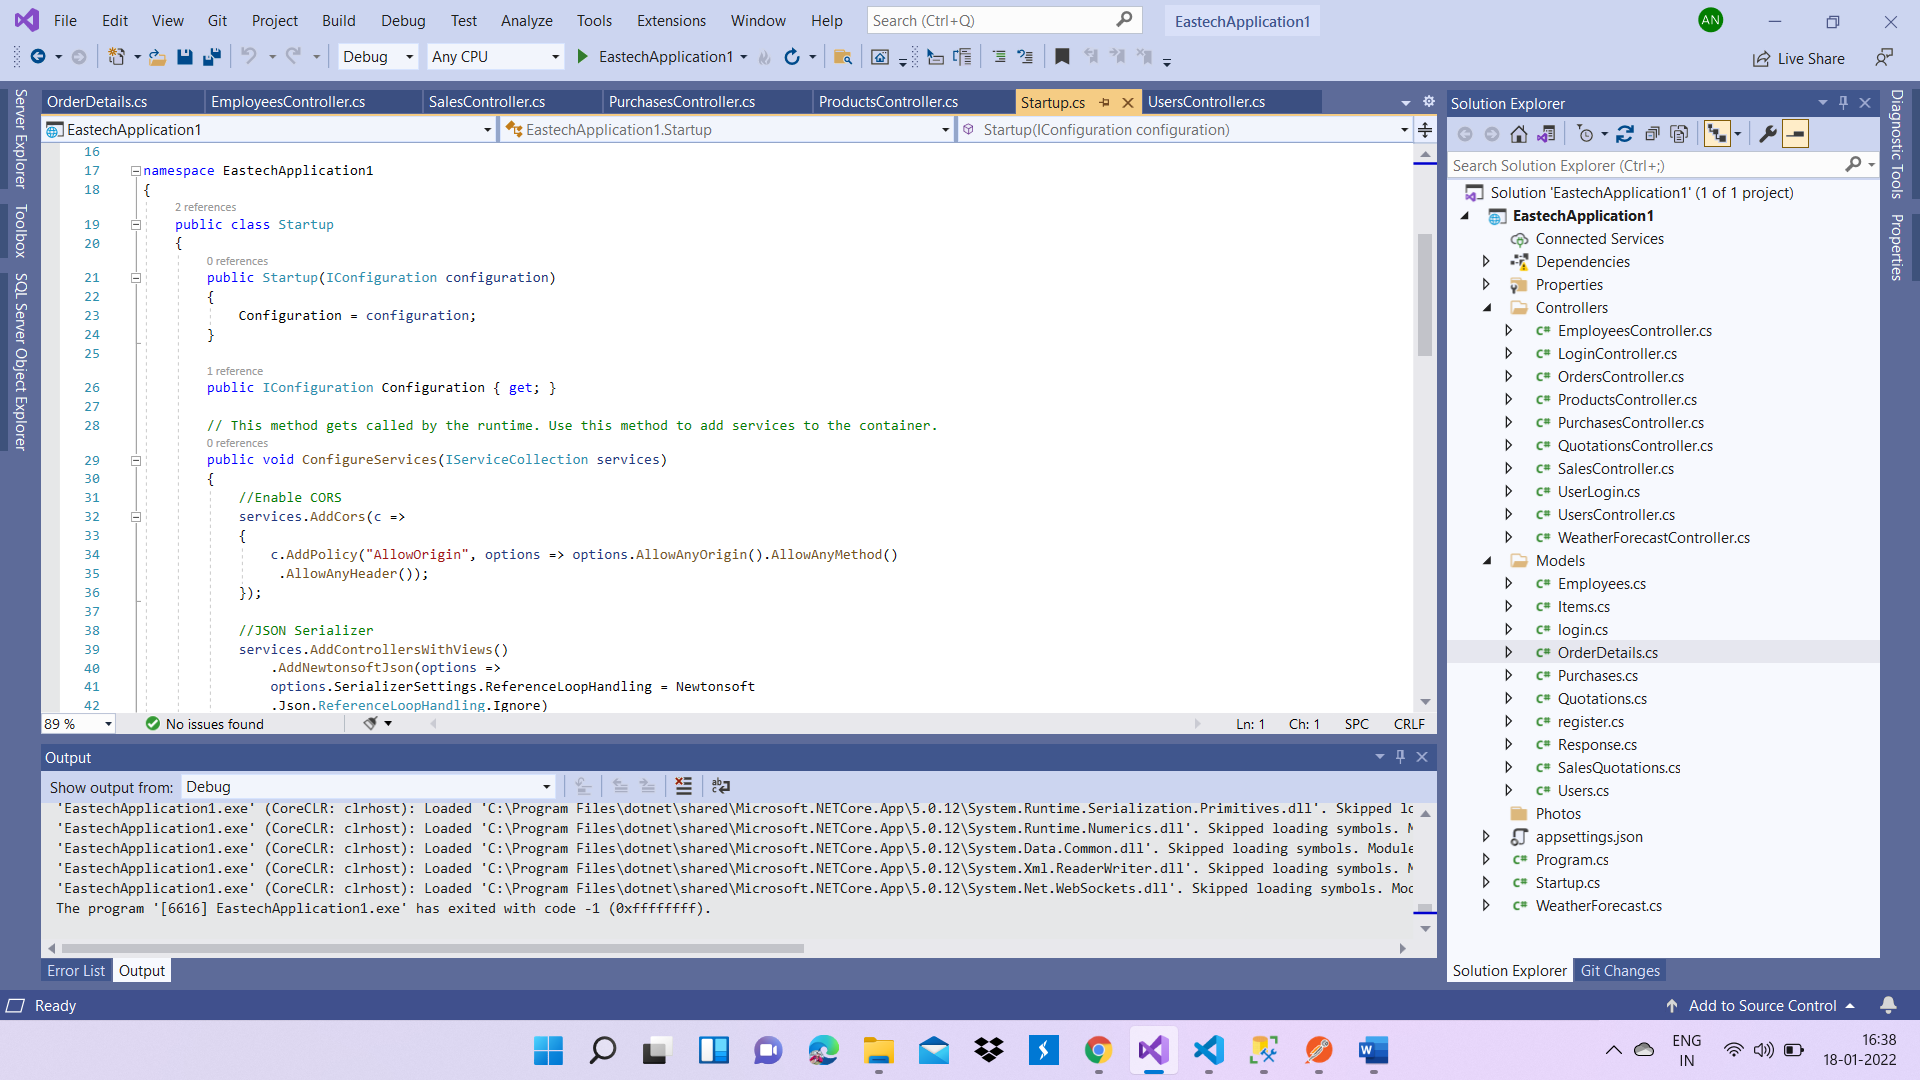 File Edit View Git Project Build Debug Test Analyze Tools Extensions Window Help Search (Ctrl+Q) EastechApplication1 AN
Debug Any CPU EastechApplication1 Live Share
OrderDetails.cs EmployeesController.cs SalesController.cs PurchasesController.cs ProductsController.cs Startup.cs UsersController.cs
EastechApplication1 EastechApplication1.Startup Startup(IConfiguration configuration)
Server Explorer
Toolbox
SQL Server Object Explorer
16
17 namespace EastechApplication1
18 {
2 references
19 public class Startup
20 {
0 references
21 public Startup(IConfiguration configuration)
22 {
23 Configuration = configuration;
24 }
25
1 reference
26 public IConfiguration Configuration { get; }
27
28 // This method gets called by the runtime. Use this method to add services to the container.
0 references
29 public void ConfigureServices(IServiceCollection services)
30 {
31 //Enable CORS
32 services.AddCors(c =>
33 {
34 c.AddPolicy("AllowOrigin", options => options.AllowAnyOrigin().AllowAnyMethod()
35 .AllowAnyHeader());
36 });
37
38 //JSON Serializer
39 services.AddControllersWithViews()
40 .AddNewtonsoftJson(options =>
41 options.SerializerSettings.ReferenceLoopHandling = Newtonsoft
42 .Json.ReferenceLoopHandling.Ignore)
89 % No issues found Ln: 1 Ch: 1 SPC CRLF
Output
Show output from: Debug
'EastechApplication1.exe' (CoreCLR: clrhost): Loaded 'C:\Program Files\dotnet\shared\Microsoft.NETCore.App\5.0.12\System.Runtime.Serialization.Primitives.dll'. Skipped lo
'EastechApplication1.exe' (CoreCLR: clrhost): Loaded 'C:\Program Files\dotnet\shared\Microsoft.NETCore.App\5.0.12\System.Runtime.Numerics.dll'. Skipped loading symbols. M
'EastechApplication1.exe' (CoreCLR: clrhost): Loaded 'C:\Program Files\dotnet\shared\Microsoft.NETCore.App\5.0.12\System.Data.Common.dll'. Skipped loading symbols. Module
'EastechApplication1.exe' (CoreCLR: clrhost): Loaded 'C:\Program Files\dotnet\shared\Microsoft.NETCore.App\5.0.12\System.Xml.ReaderWriter.dll'. Skipped loading symbols. M
'EastechApplication1.exe' (CoreCLR: clrhost): Loaded 'C:\Program Files\dotnet\shared\Microsoft.NETCore.App\5.0.12\System.Net.WebSockets.dll'. Skipped loading symbols. Mod
The program '[6616] EastechApplication1.exe' has exited with code -1 (0xffffffff).
Error List Output
Solution Explorer
Search Solution Explorer (Ctrl+;)
Solution 'EastechApplication1' (1 of 1 project)
EastechApplication1
Connected Services
Dependencies
Properties
Controllers
C# EmployeesController.cs
C# LoginController.cs
C# OrdersController.cs
C# ProductsController.cs
C# PurchasesController.cs
C# QuotationsController.cs
C# SalesController.cs
C# UserLogin.cs
C# UsersController.cs
C# WeatherForecastController.cs
Models
C# Employees.cs
C# Items.cs
C# login.cs
C# OrderDetails.cs
C# Purchases.cs
C# Quotations.cs
C# register.cs
C# Response.cs
C# SalesQuotations.cs
C# Users.cs
Photos
appsettings.json
C# Program.cs
C# Startup.cs
C# WeatherForecast.cs
Solution Explorer Git Changes
Diagnostic Tools
Properties
Ready Add to Source Control
ENG
IN
16:38
18-01-2022